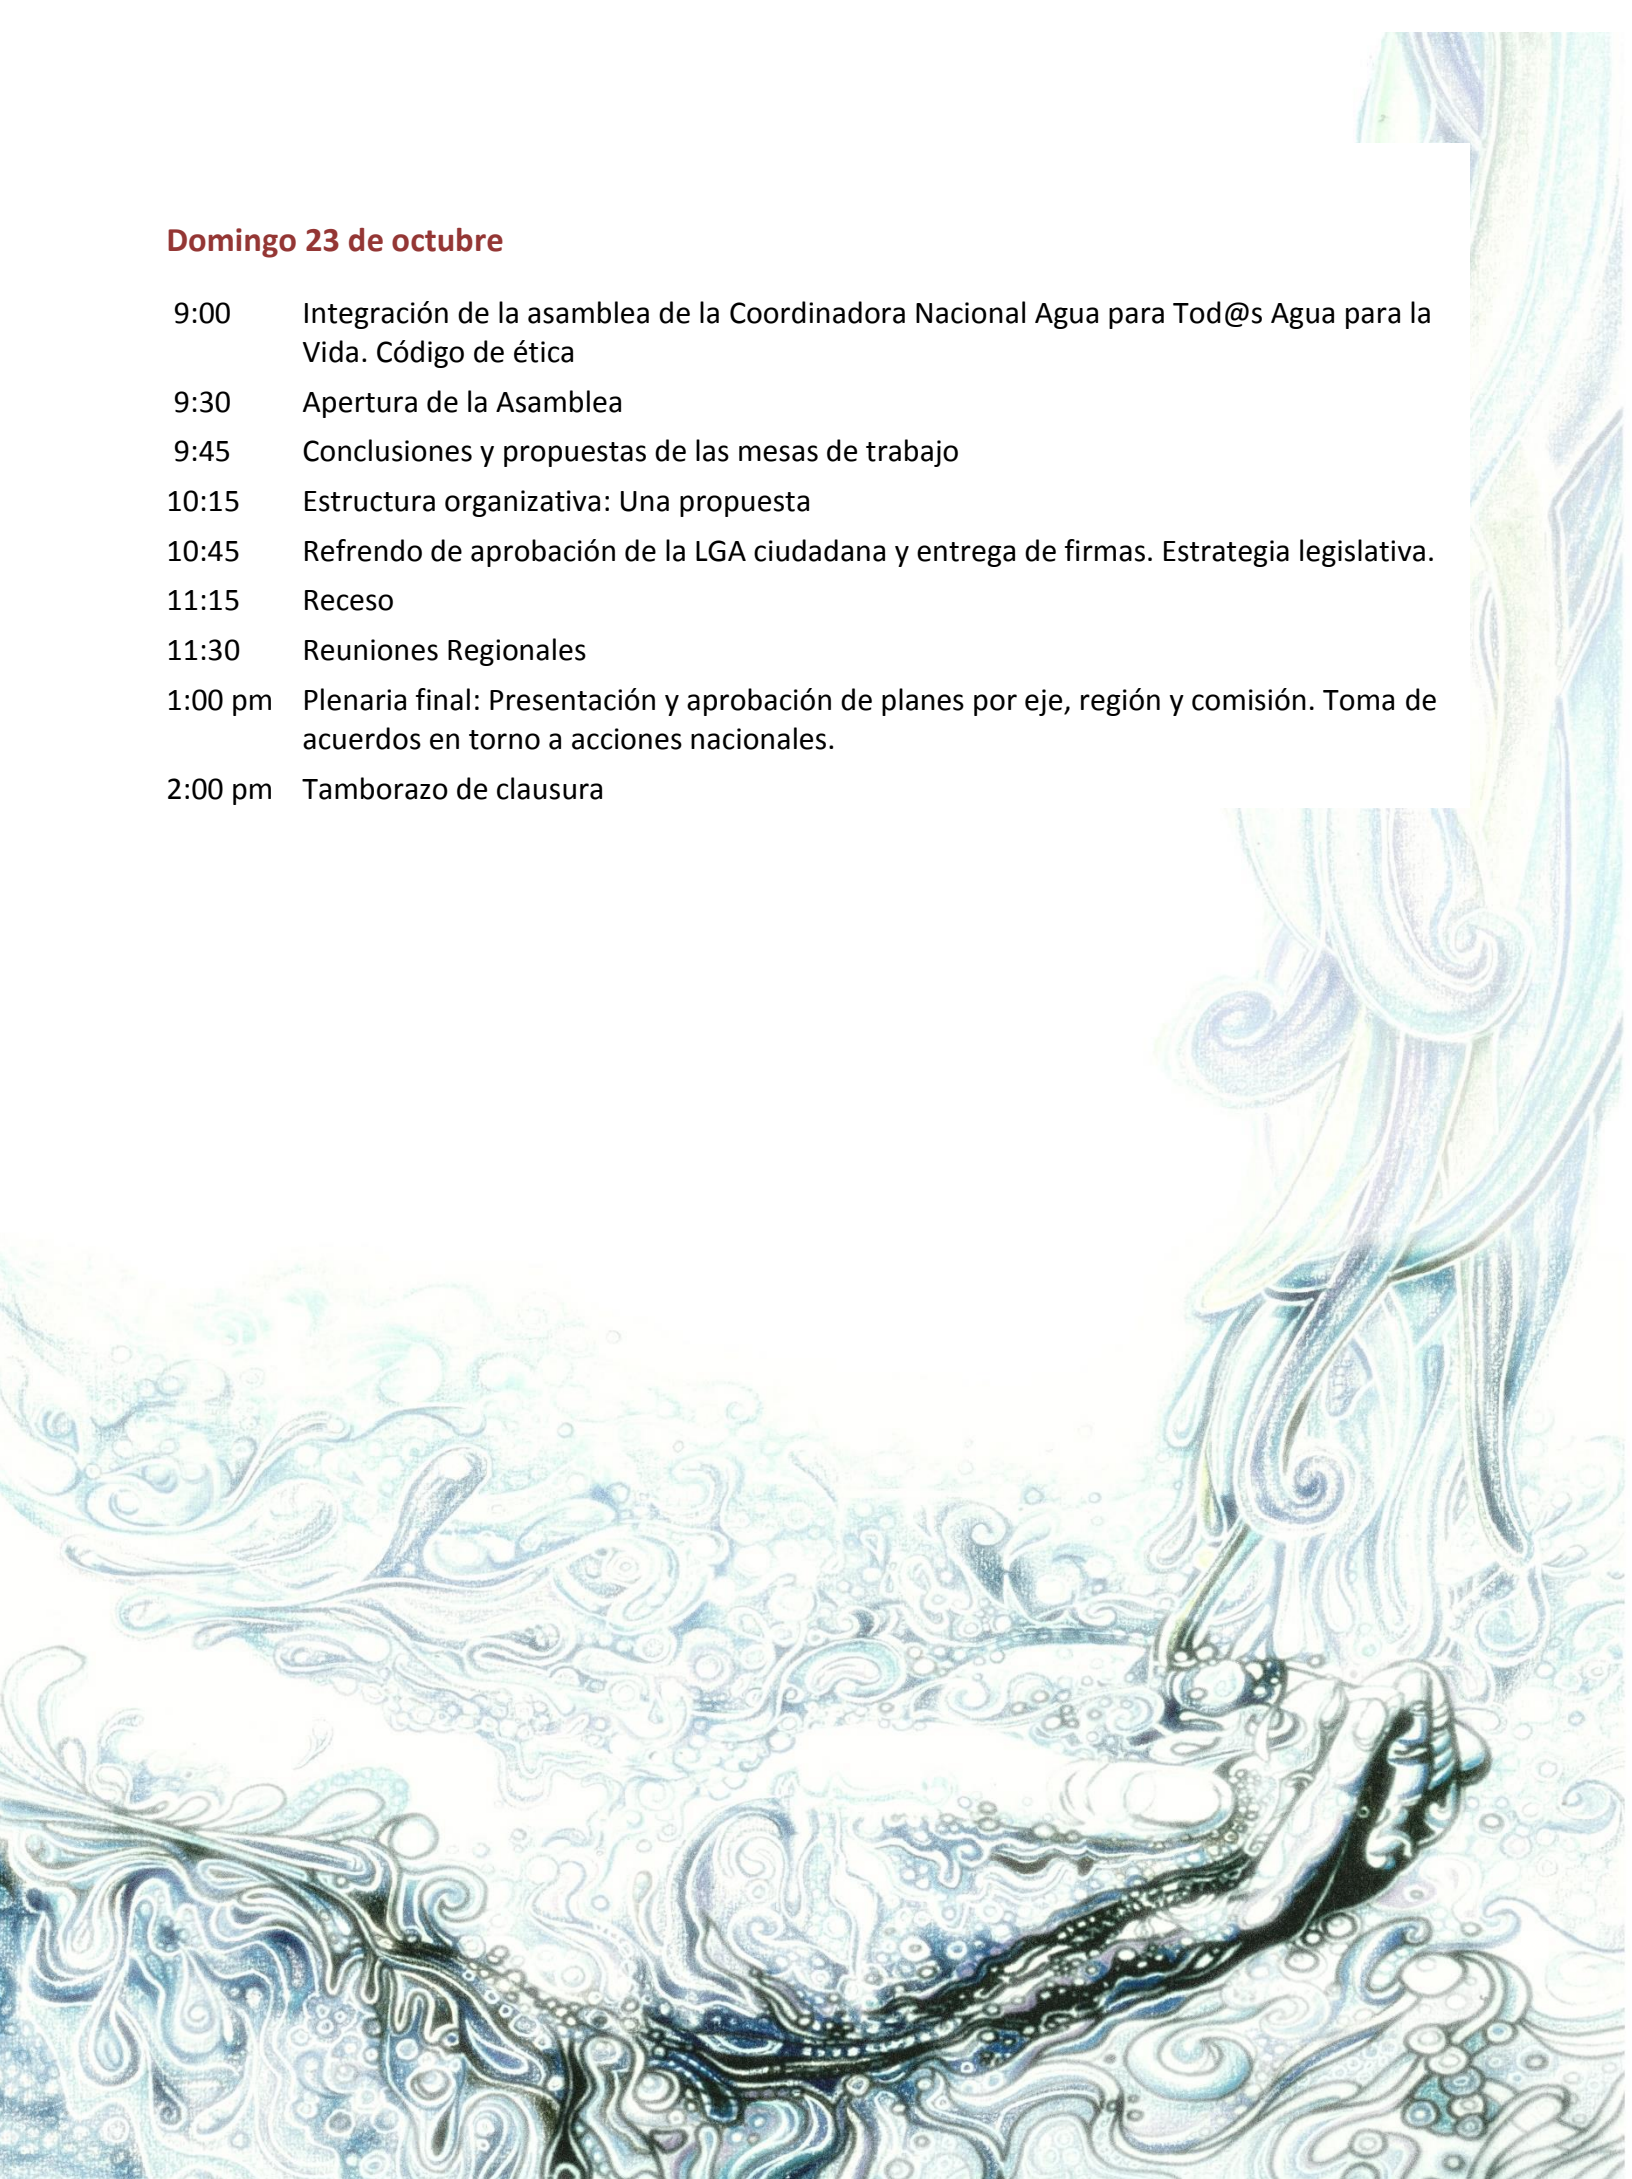 Domingo 23 de octubre
9:00 Integración de la asamblea de la Coordinadora Nacional Agua para Tod@s Agua para la
Vida. Código de ética
9:30 Apertura de la Asamblea
9:45 Conclusiones y propuestas de las mesas de trabajo
10:15 Estructura organizativa: Una propuesta
10:45 Refrendo de aprobación de la LGA ciudadana y entrega de firmas. Estrategia legislativa.
11:15 Receso
11:30 Reuniones Regionales
1:00 pm Plenaria final: Presentación y aprobación de planes por eje, región y comisión. Toma de
acuerdos en torno a acciones nacionales.
2:00 pm Tamborazo de clausura